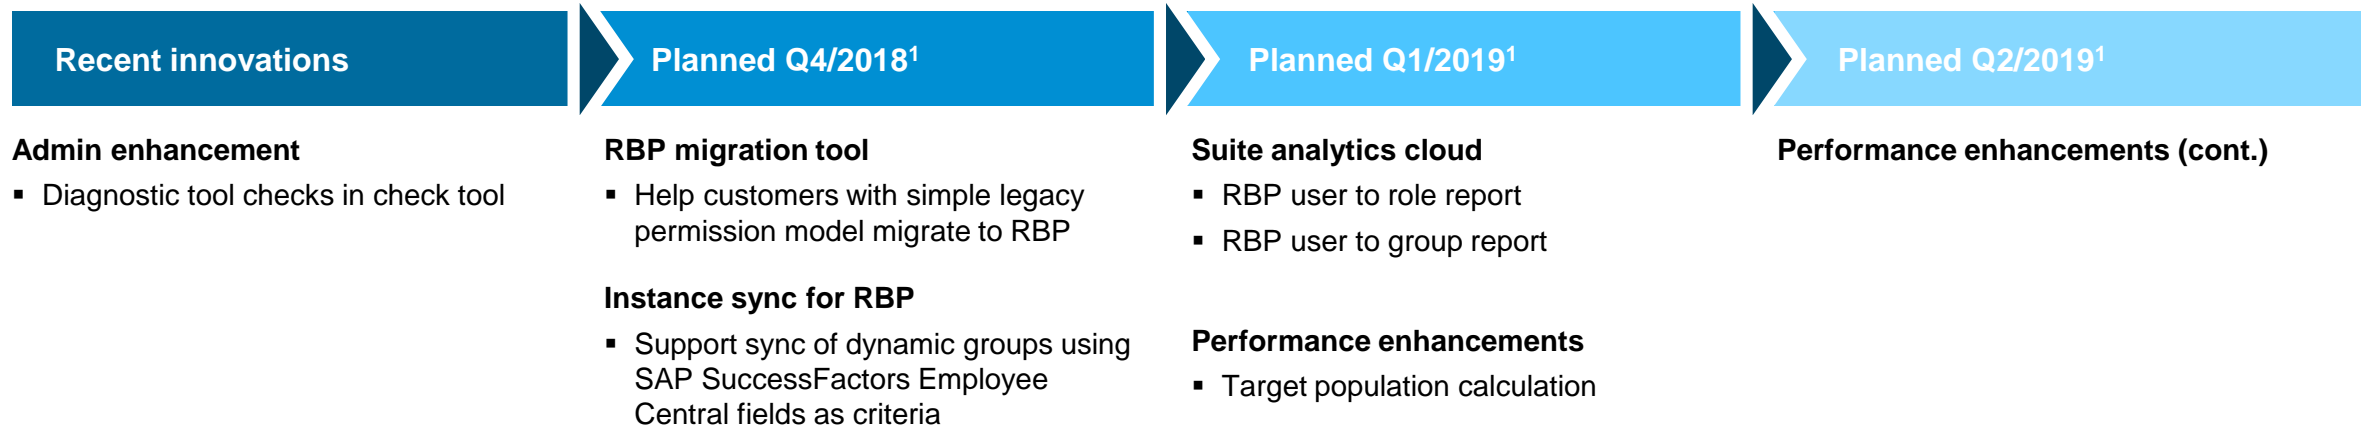 Recent innovations
Planned Q4/2018¹
Planned Q1/2019¹
Planned Q2/2019¹
Admin enhancement
▪ Diagnostic tool checks in check tool
RBP migration tool
▪ Help customers with simple legacy
permission model migrate to RBP
Instance sync for RBP
▪ Support sync of dynamic groups using
SAP SuccessFactors Employee
Central fields as criteria
Suite analytics cloud
▪ RBP user to role report
▪ RBP user to group report
Performance enhancements
▪ Target population calculation
Performance enhancements (cont.)